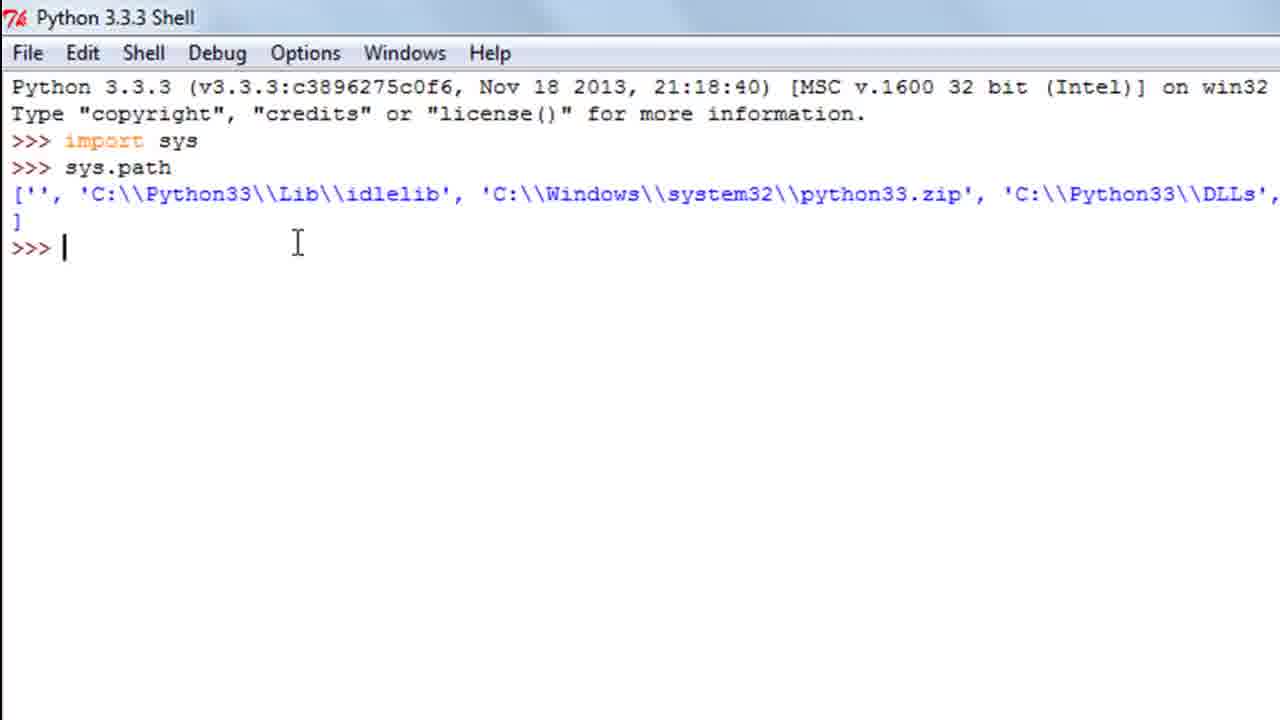 Python 3.3.3 Shell
File Edit Shell Debug Options Windows Help
Python 3.3.3 (v3.3.3:c3896275c0f6, Nov 18 2013, 21:18:40) [MSC v.1600 32 bit (Intel)] on win32
Type "copyright", "credits" or "license()" for more information.
>>> import sys
>>> sys.path
['', 'C:\\Python33\\Lib\\idlelib', 'C:\\Windows\\system32\\python33.zip', 'C:\\Python33\\DLLs',
]
>>>